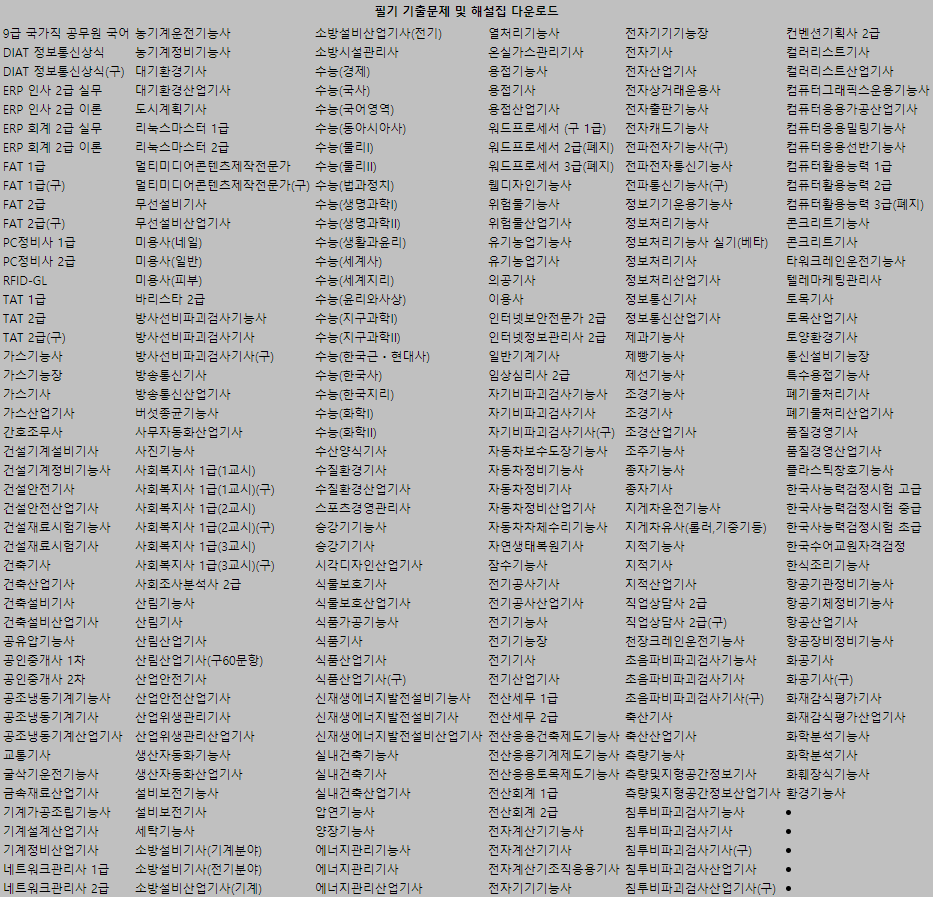 필기 기출문제 및 해설집 다운로드
9급 국가직 공무원 국어 농기계운전기능사 소방설비산업기사(전기) 열처리기능사 전자기기기능장 컨벤션기획사 2급
DIAT 정보통신상식 농기계정비기능사 소방시설관리사 온실가스관리기사 전자기사 컬러리스트기사
DIAT 정보통신상식(구) 대기환경기사 수능(경제) 용접기능사 전자산업기사 컬러리스트산업기사
ERP 인사 2급 실무 대기환경산업기사 수능(국사) 용접기사 전자상거래운용사 컴퓨터그래픽스운용기능사
ERP 인사 2급 이론 도시계획기사 수능(국어영역) 용접산업기사 전자출판기능사 컴퓨터응용가공산업기사
ERP 회계 2급 실무 리눅스마스터 1급 수능(동아시아사) 워드프로세서 (구 1급) 전자캐드기능사 컴퓨터응용밀링기능사
ERP 회계 2급 이론 리눅스마스터 2급 수능(물리I) 워드프로세서 2급(폐지) 전파전자기능사(구) 컴퓨터응용선반기능사
FAT 1급 멀티미디어콘텐츠제작전문가 수능(물리II) 워드프로세서 3급(폐지) 전파전자통신기능사 컴퓨터활용능력 1급
FAT 1급(구) 멀티미디어콘텐츠제작전문가(구) 수능(법과정치) 웹디자인기능사 전파통신기능사(구) 컴퓨터활용능력 2급
FAT 2급 무선설비기사 수능(생명과학I) 위험물기능사 정보기기운용기능사 컴퓨터활용능력 3급(폐지)
FAT 2급(구) 무선설비산업기사 수능(생명과학II) 위험물산업기사 정보처리기능사 콘크리트기능사
PC정비사 1급 미용사(네일) 수능(생활과윤리) 유기농업기능사 정보처리기능사 실기(베타) 콘크리트기사
PC정비사 2급 미용사(일반) 수능(세계사) 유기농업기사 정보처리기사 타워크레인운전기능사
RFID-GL 미용사(피부) 수능(세계지리) 의공기사 정보처리산업기사 텔레마케팅관리사
TAT 1급 바리스타 2급 수능(윤리와사상) 이용사 정보통신기사 토목기사
TAT 2급 방사선비파괴검사기능사 수능(지구과학I) 인터넷보안전문가 2급 정보통신산업기사 토목산업기사
TAT 2급(구) 방사선비파괴검사기사 수능(지구과학II) 인터넷정보관리사 2급 제과기능사 토양환경기사
가스기능사 방사선비파괴검사기사(구) 수능(한국근ㆍ현대사) 일반기계기사 제빵기능사 통신설비기능장
가스기능장 방송통신기사 수능(한국사) 임상심리사 2급 제선기능사 특수용접기능사
가스기사 방송통신산업기사 수능(한국지리) 자기비파괴검사기능사 조경기능사 폐기물처리기사
가스산업기사 버섯종균기능사 수능(화학I) 자기비파괴검사기사 조경기사 폐기물처리산업기사
간호조무사 사무자동화산업기사 수능(화학II) 자기비파괴검사기사(구) 조경산업기사 품질경영기사
건설기계설비기사 사진기능사 수산양식기사 자동차보수도장기능사 조주기능사 품질경영산업기사
건설기계정비기능사 사회복지사 1급(1교시) 수질환경기사 자동차정비기능사 종자기능사 플라스틱창호기능사
건설안전기사 사회복지사 1급(1교시)(구) 수질환경산업기사 자동차정비기사 종자기사 한국사능력검정시험 고급
건설안전산업기사 사회복지사 1급(2교시) 스포츠경영관리사 자동차정비산업기사 지게차운전기능사 한국사능력검정시험 중급
건설재료시험기능사 사회복지사 1급(2교시)(구) 승강기기능사 자동차차체수리기능사 지게차유사(롤러,기중기등) 한국사능력검정시험 초급
건설재료시험기사 사회복지사 1급(3교시) 승강기기사 자연생태복원기사 지적기능사 한국수어교원자격검정
건축기사 사회복지사 1급(3교시)(구) 시각디자인산업기사 잠수기능사 지적기사 한식조리기능사
건축산업기사 사회조사분석사 2급 식물보호기사 전기공사기사 지적산업기사 항공기관정비기능사
건축설비기사 산림기능사 식물보호산업기사 전기공사산업기사 직업상담사 2급 항공기체정비기능사
건축설비산업기사 산림기사 식품가공기능사 전기기능사 직업상담사 2급(구) 항공산업기사
공유압기능사 산림산업기사 식품기사 전기기능장 천장크레인운전기능사 항공장비정비기능사
공인중개사 1차 산림산업기사(구60문항) 식품산업기사 전기기사 초음파비파괴검사기능사 화공기사
공인중개사 2차 산업안전기사 식품산업기사(구) 전기산업기사 초음파비파괴검사기사 화공기사(구)
공조냉동기계기능사 산업안전산업기사 신재생에너지발전설비기능사 전산세무 1급 초음파비파괴검사기사(구) 화재감식평가기사
공조냉동기계기사 산업위생관리기사 신재생에너지발전설비기사 전산세무 2급 축산기사 화재감식평가산업기사
공조냉동기계산업기사 산업위생관리산업기사 신재생에너지발전설비산업기사 전산응용건축제도기능사 축산산업기사 화학분석기능사
교통기사 생산자동화기능사 실내건축기능사 전산응용기계제도기능사 측량기능사 화학분석기사
굴삭기운전기능사 생산자동화산업기사 실내건축기사 전산응용토목제도기능사 측량및지형공간정보기사 화훼장식기능사
금속재료산업기사 설비보전기능사 실내건축산업기사 전산회계 1급 측량및지형공간정보산업기사 환경기능사
기계가공조립기능사 설비보전기사 압연기능사 전산회계 2급 침투비파괴검사기능사 ●
기계설계산업기사 세탁기능사 양장기능사 전자계산기기능사 침투비파괴검사기사 ●
기계정비산업기사 소방설비기사(기계분야) 에너지관리기능사 전자계산기기사 침투비파괴검사기사(구) ●
네트워크관리사 1급 소방설비기사(전기분야) 에너지관리기사 전자계산기조직응용기사 침투비파괴검사산업기사 ●
네트워크관리사 2급 소방설비산업기사(기계) 에너지관리산업기사 전자기기기능사 침투비파괴검사산업기사(구) ●